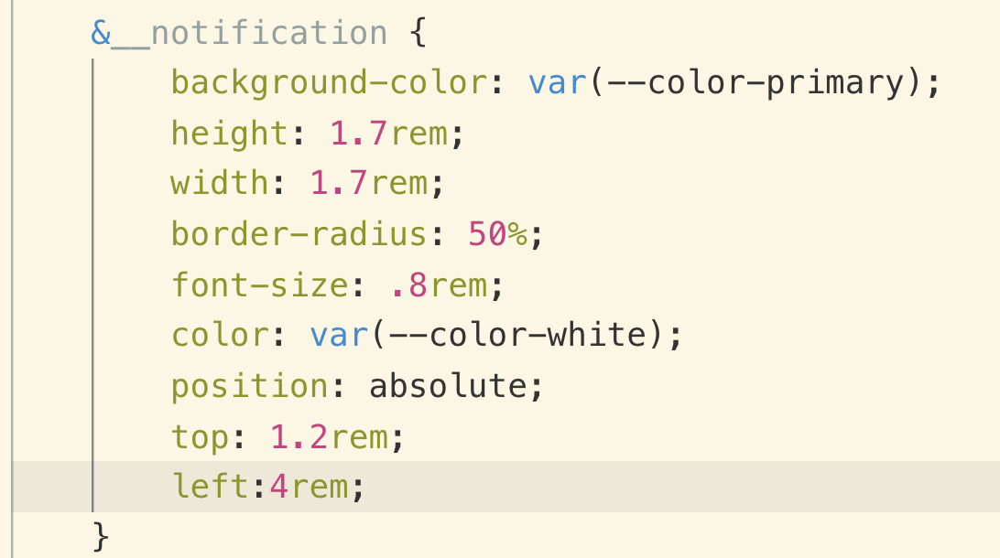 &__notification {
background-color: var(--color-primary);
height: 1.7rem;
width: 1.7rem;
border-radius: 50%;
font-size: .8rem;
color: var(--color-white);
position: absolute;
top: 1.2rem;
left:4rem;
}